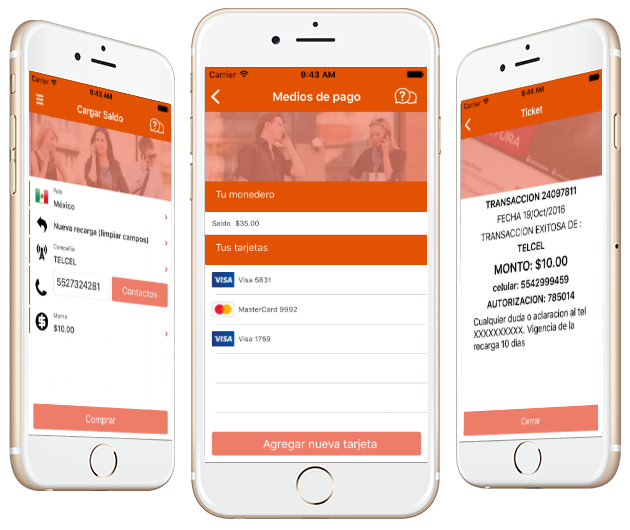 Carrier
9:43 AM
Cargar Saldo
País
México
Nueva recarga (limpiar campos)
Compañía
TELCEL
5527324281
Contactos
Monto
$10.00
Comprar
Carrier
9:43 AM
Medios de pago
Tu monedero
Saldo $35.00
Tus tarjetas
VISA Visa 5831
MasterCard 9992
VISA Visa 1759
Agregar nueva tarjeta
Carrier
9:44 AM
Ticket
TRANSACCION 24097811
FECHA 19/Oct/2016
TRANSACCION EXITOSA DE :
TELCEL
MONTO: $10.00
celular: 5542999459
AUTORIZACION: 785014
Cualquier duda o aclaracion al tel
XXXXXXXXXX. Vigencia de la
recarga 10 dias
Cerrar